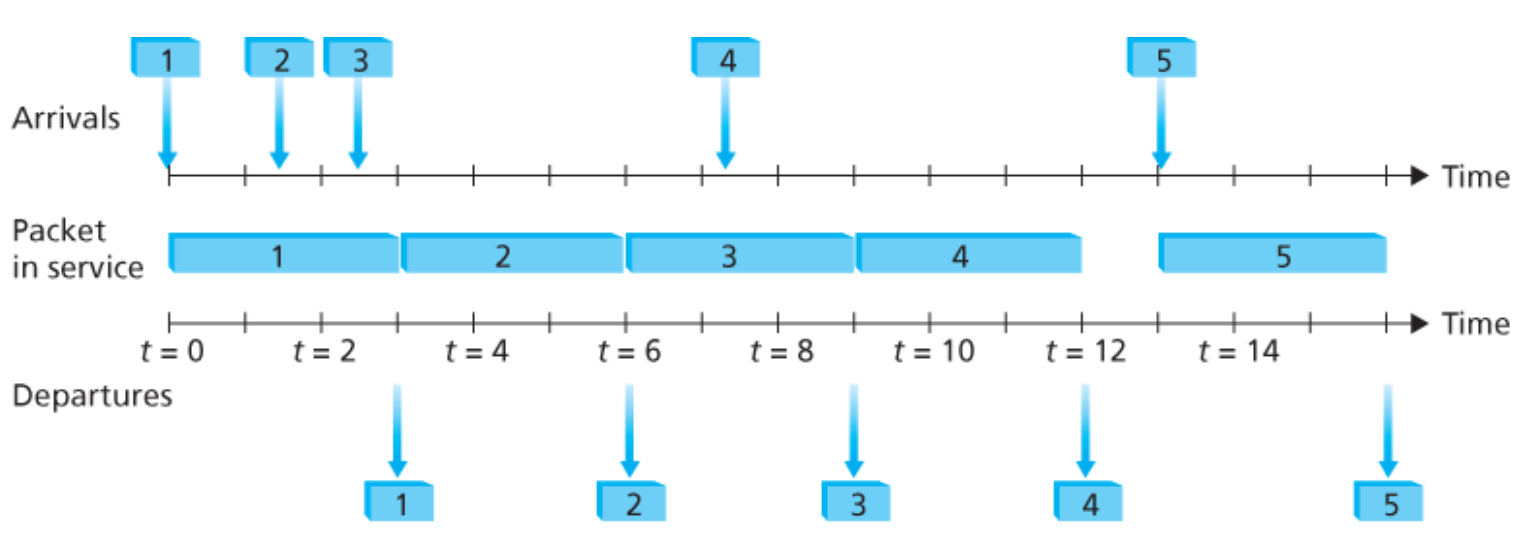 1 2 3 4 5
Arrivals
Time
Packet
in service
1 2 3 4 5
Time
t = 0 t = 2 t = 4 t = 6 t = 8 t = 10 t = 12 t = 14
Departures
1 2 3 4 5